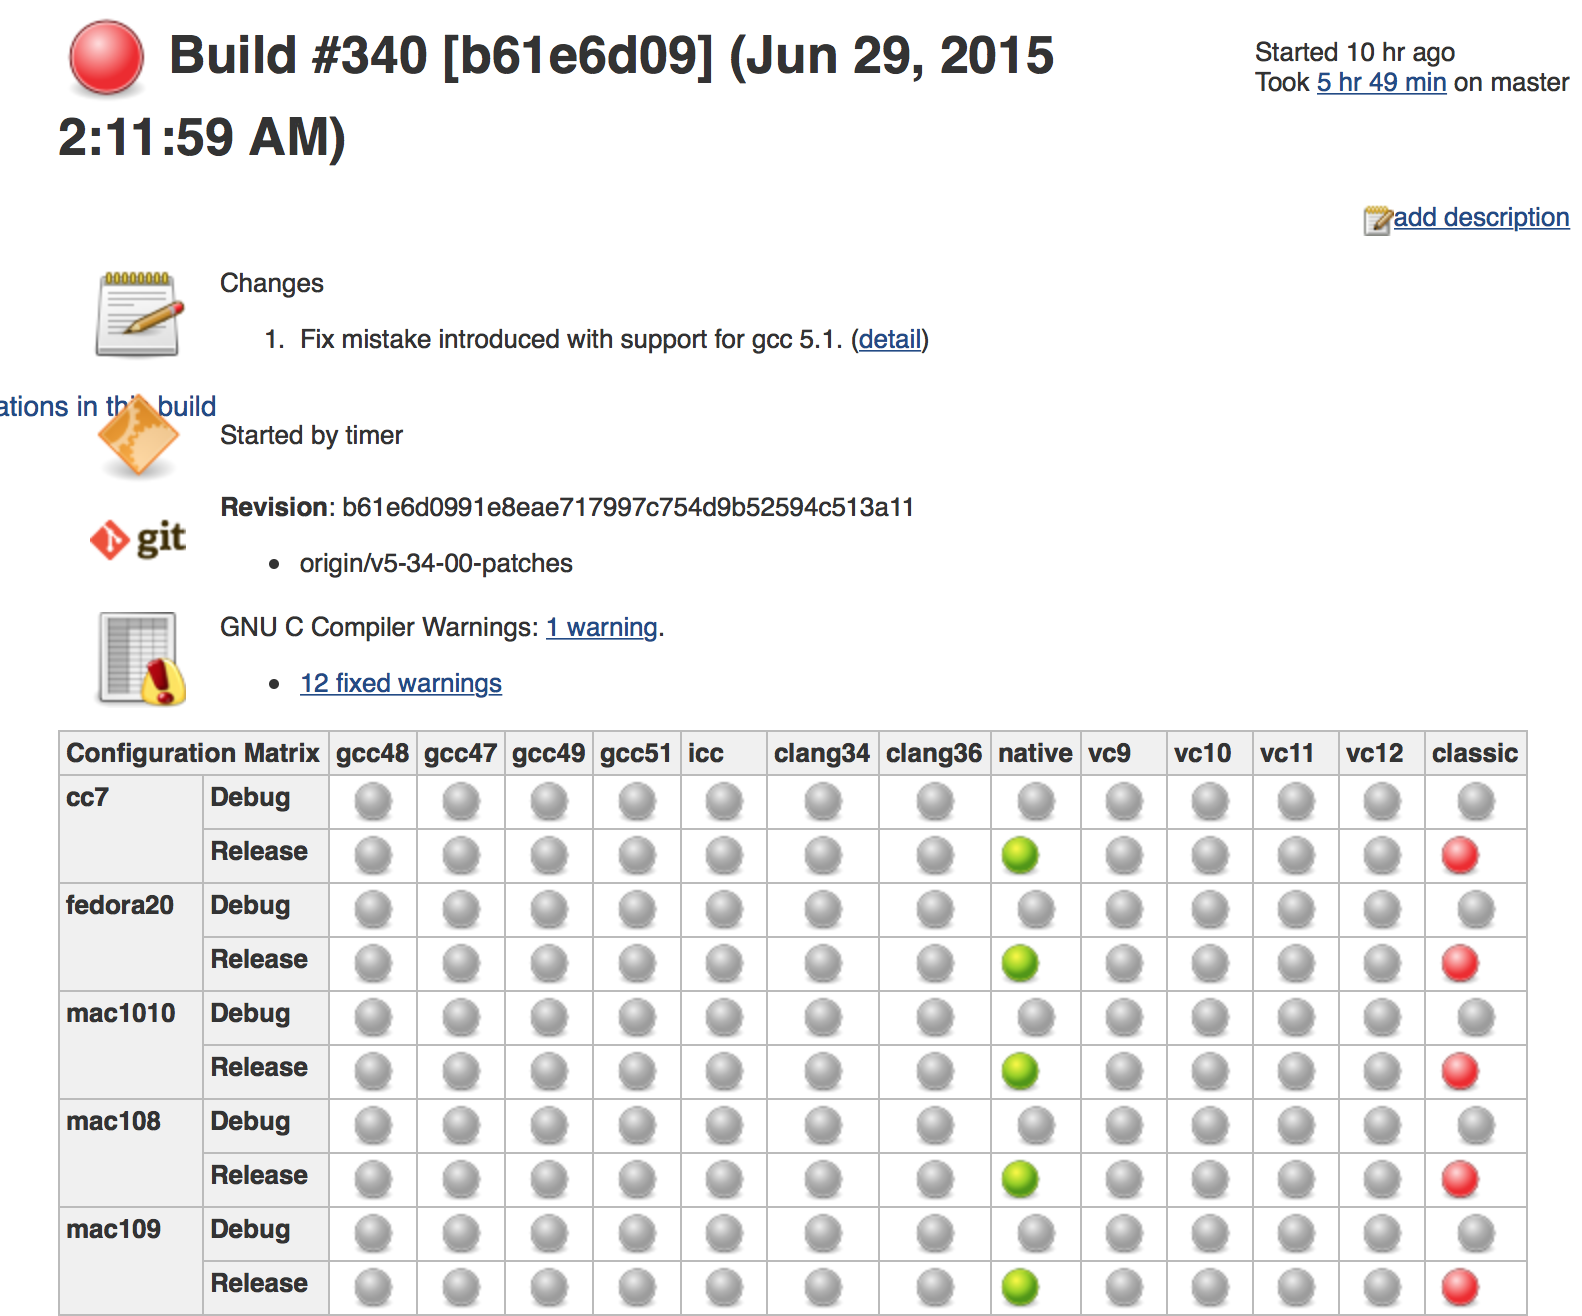 Build #340 [b61e6d09] (Jun 29, 2015
2:11:59 AM)
Started 10 hr ago
Took 5 hr 49 min on master
add description
Changes
1. Fix mistake introduced with support for gcc 5.1. (detail)
ations in this build
Started by timer
git
Revision: b61e6d0991e8eae717997c754d9b52594c513a11
• origin/v5-34-00-patches
GNU C Compiler Warnings: 1 warning.
• 12 fixed warnings
Configuration Matrix gcc48 gcc47 gcc49 gcc51 icc clang34 clang36 native vc9 vc10 vc11 vc12 classic
cc7 Debug
Release
fedora20 Debug
Release
mac1010 Debug
Release
mac108 Debug
Release
mac109 Debug
Release